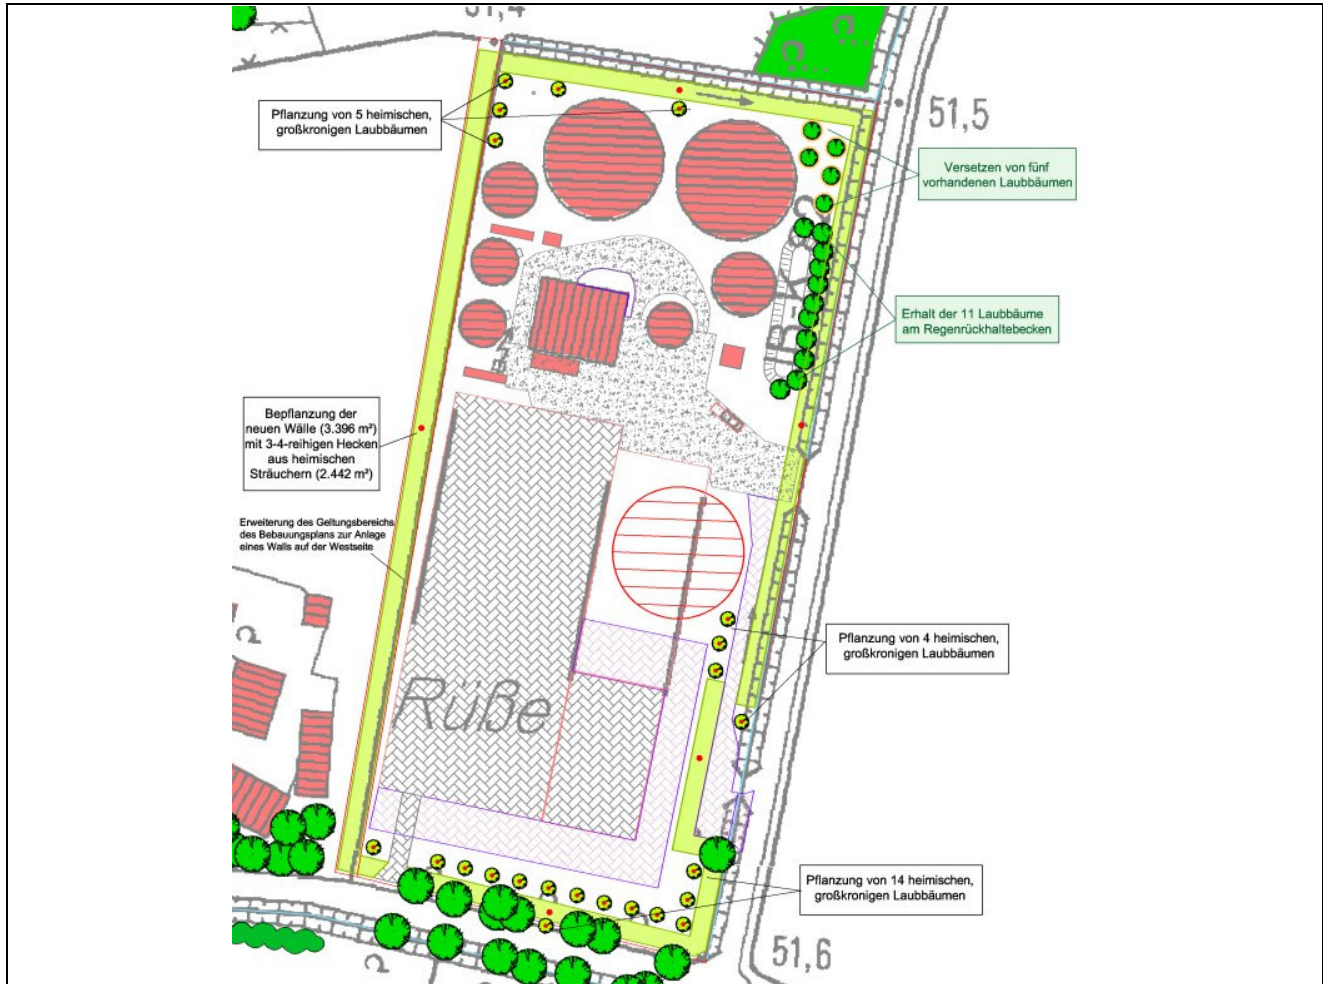 51,4
51,5
Pflanzung von 5 heimischen,
großkronigen Laubbäumen
Versetzen von fünf
vorhandenen Laubbäumen
Erhalt der 11 Laubbäume
am Regenrückhaltebecken
Bepflanzung der
neuen Wälle (3.396 m²)
mit 3-4-reihigen Hecken
aus heimischen
Sträuchern (2.442 m²)
Erweiterung des Geltungsbereichs
des Bebauungsplans zur Anlage
eines Walls auf der Westseite
Pflanzung von 4 heimischen,
großkronigen Laubbäumen
Rüße
Pflanzung von 14 heimischen,
großkronigen Laubbäumen
51,6